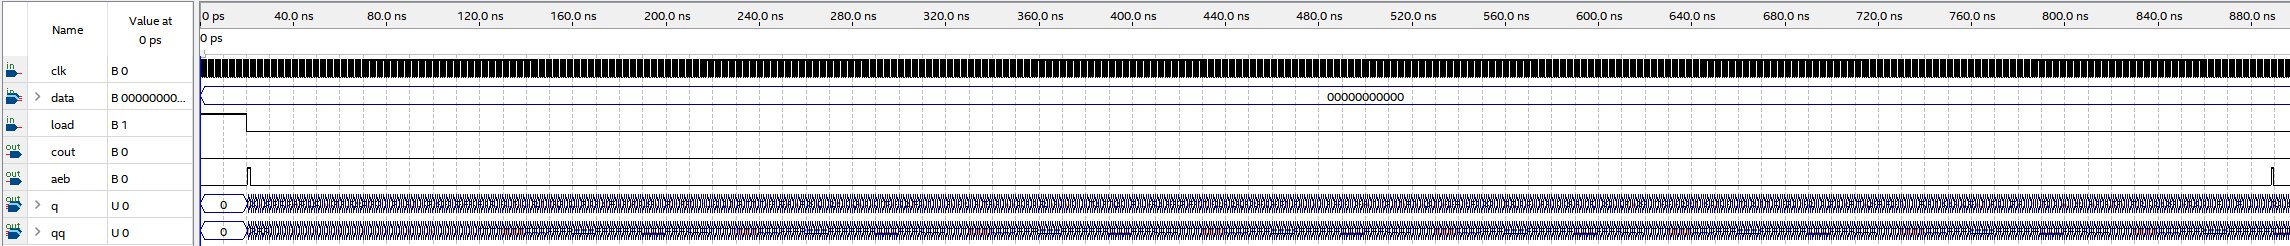 Name
Value at
0 ps
0 ps 40.0 ns 80.0 ns 120.0 ns 160.0 ns 200.0 ns 240.0 ns 280.0 ns 320.0 ns 360.0 ns 400.0 ns 440.0 ns 480.0 ns 520.0 ns 560.0 ns 600.0 ns 640.0 ns 680.0 ns 720.0 ns 760.0 ns 800.0 ns 840.0 ns 880.0 ns
0 ps
in clk B 0
in > data B 00000000... 00000000000
in load B 1
out cout B 0
out aeb B 0
out > q U 0 0
out > qq U 0 0